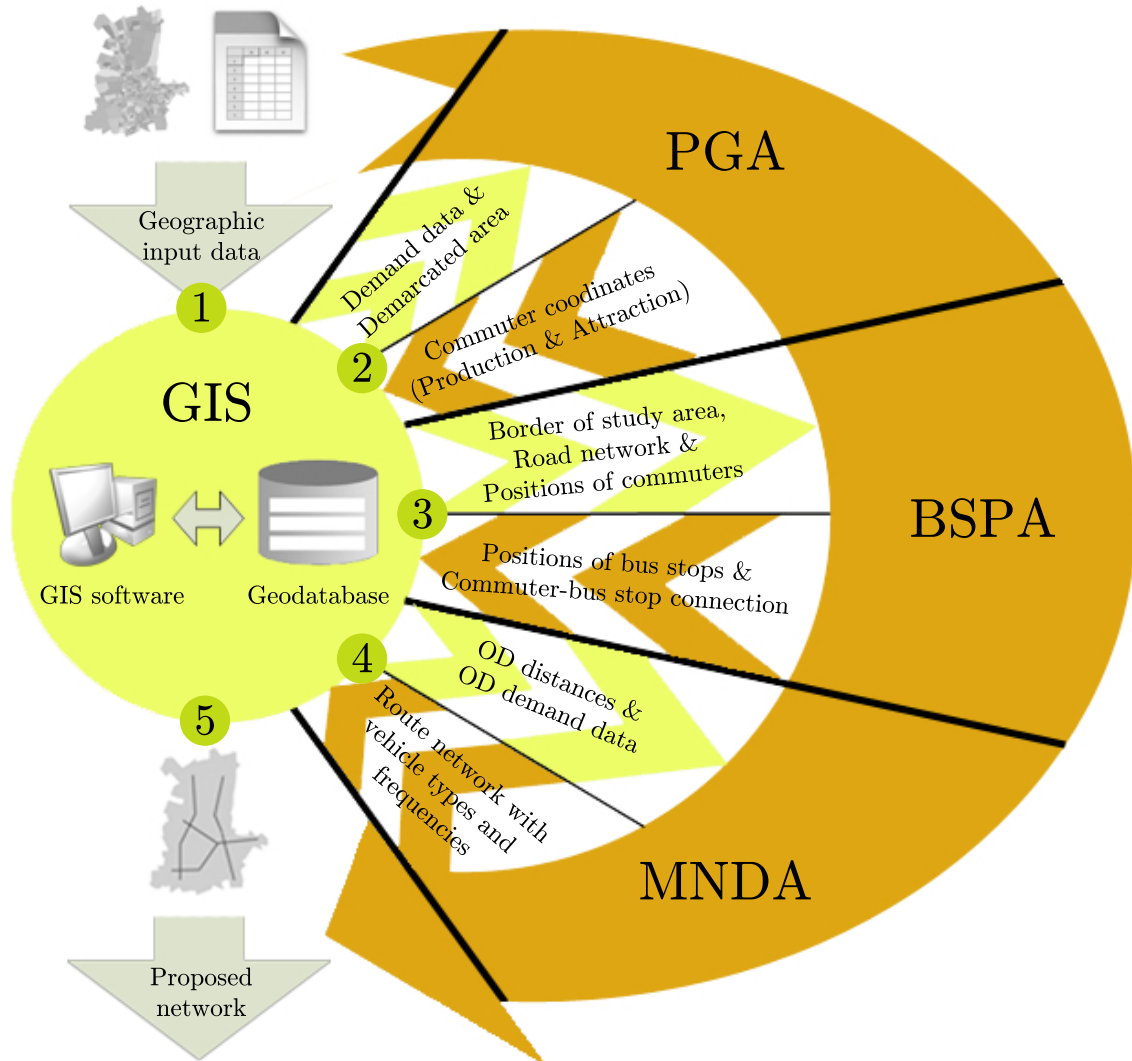 Geographic
input data
1
GIS
GIS software
Geodatabase
2
3
4
5
Demand data &
Demarcated area
Commuter coodinates
(Production & Attraction)
Border of study area,
Road network &
Positions of commuters
Positions of bus stops &
Commuter-bus stop connection
OD distances &
OD demand data
Route network with
vehicle types and
frequencies
PGA
BSPA
MNDA
Proposed
network